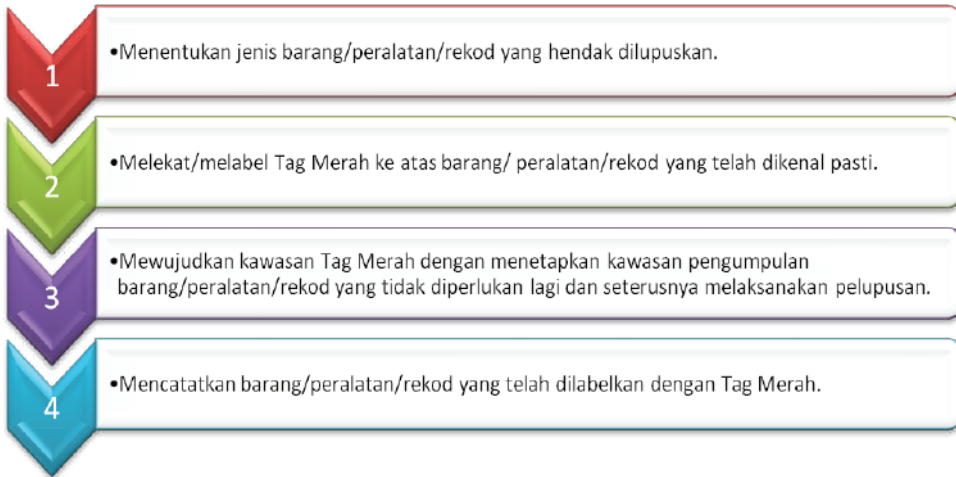 1
•Menentukan jenis barang/peralatan/rekod yang hendak dilupuskan.
2
•Melekat/melabel Tag Merah ke atas barang/ peralatan/rekod yang telah dikenal pasti.
3
•Mewujudkan kawasan Tag Merah dengan menetapkan kawasan pengumpulan
barang/peralatan/rekod yang tidak diperlukan lagi dan seterusnya melaksanakan pelupusan.
4
•Mencatatkan barang/peralatan/rekod yang telah dilabelkan dengan Tag Merah.